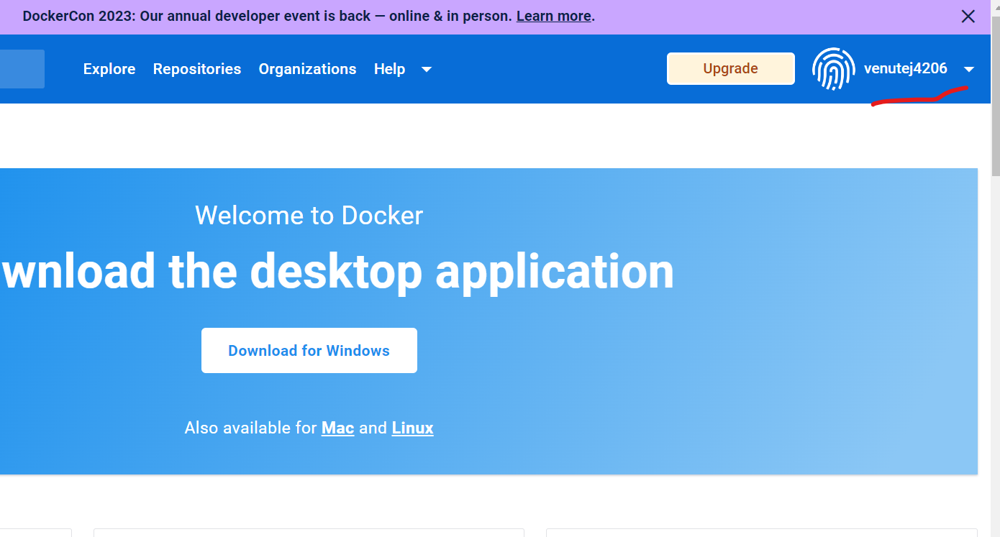 DockerCon 2023: Our annual developer event is back — online & in person. Learn more.
Explore Repositories Organizations Help Upgrade venutej4206
Welcome to Docker
wnload the desktop application
Download for Windows
Also available for Mac and Linux